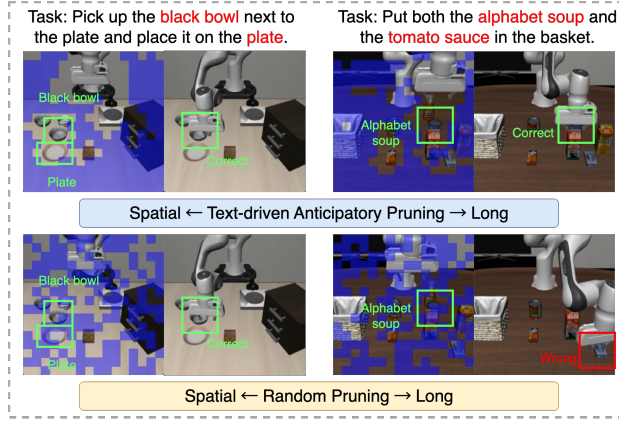 Task: Pick up the black bowl next to
the plate and place it on the plate.
Task: Put both the alphabet soup and
the tomato sauce in the basket.
Black bowl
Plate
Correct
Alphabet
soup
Correct
Spatial ← Text-driven Anticipatory Pruning → Long
Black bowl
Plate
Correct
Alphabet
soup
Wrong
Spatial ← Random Pruning → Long